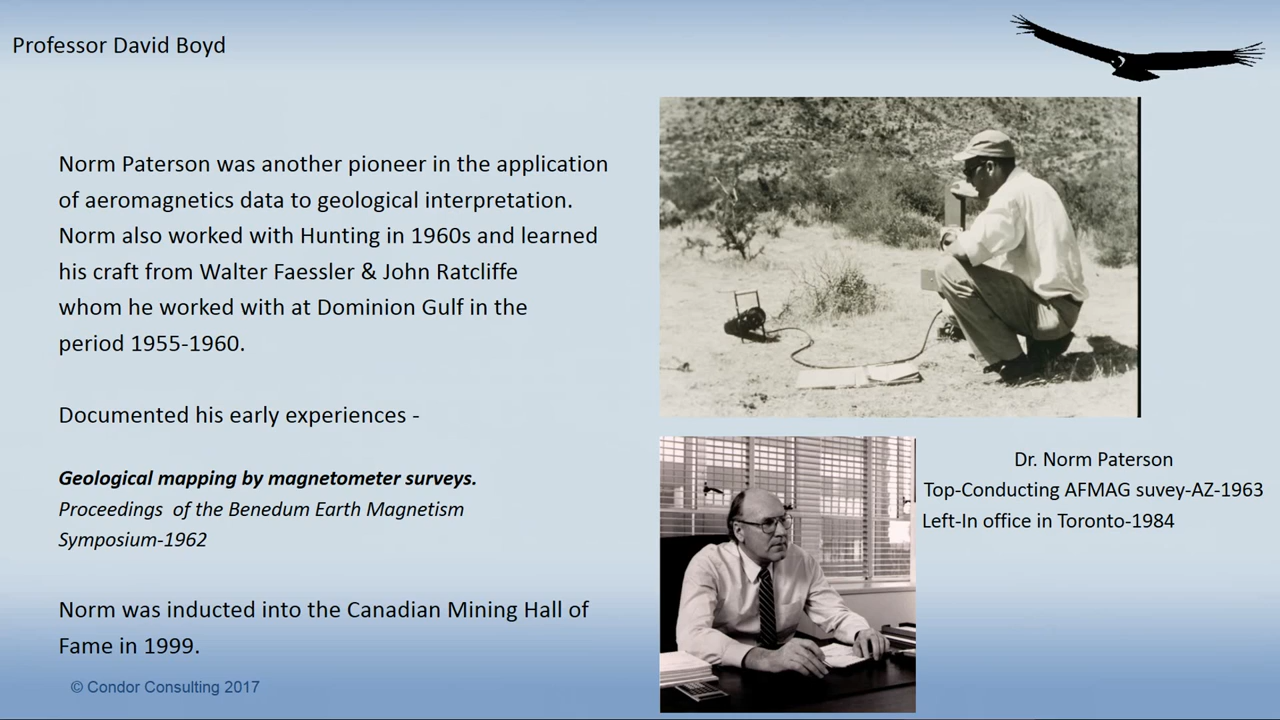 Professor David Boyd
Norm Paterson was another pioneer in the application
of aeromagnetics data to geological interpretation.
Norm also worked with Hunting in 1960s and learned
his craft from Walter Faessler & John Ratcliffe
whom he worked with at Dominion Gulf in the
period 1955-1960.
Documented his early experiences -
Geological mapping by magnetometer surveys.
Proceedings of the Benedum Earth Magnetism
Symposium-1962
Norm was inducted into the Canadian Mining Hall of
Fame in 1999.
© Condor Consulting 2017
Dr. Norm Paterson
Top-Conducting AFMAG suvey-AZ-1963
Left-In office in Toronto-1984